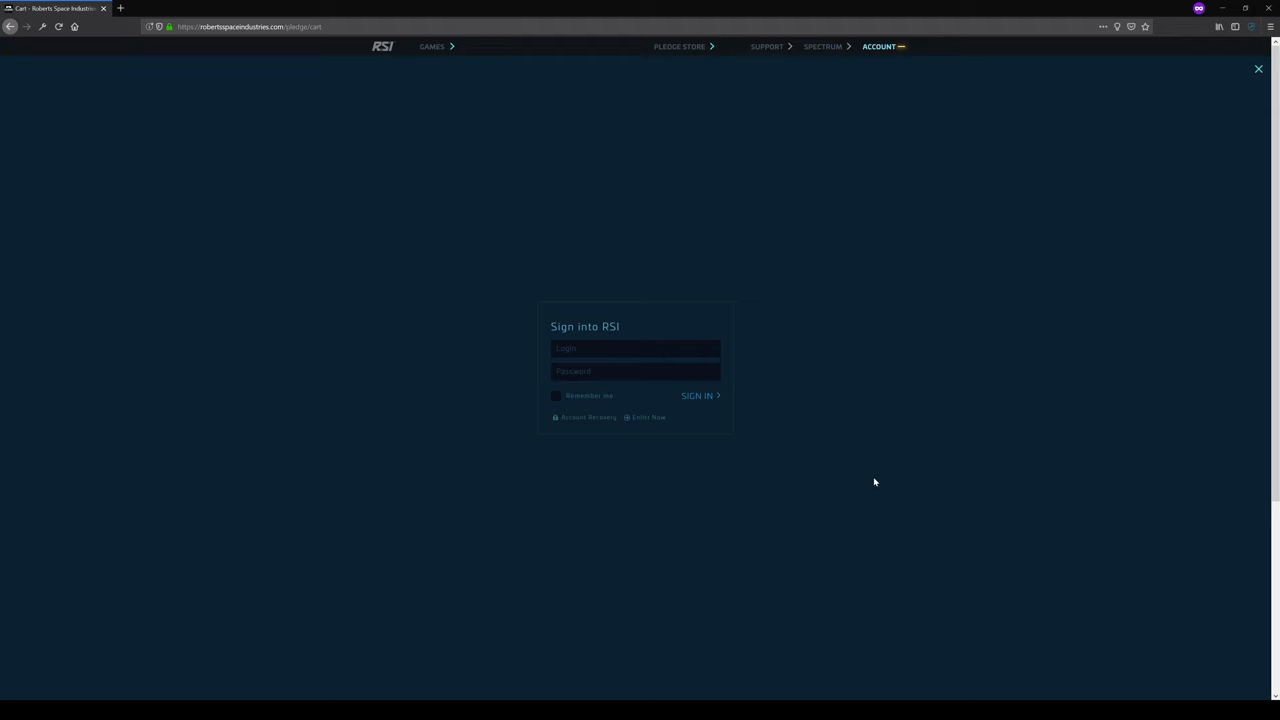 Cart - Roberts Space Industries
https://robertsspaceindustries.com/pledge/cart
RSI GAMES PLEDGE STORE SUPPORT SPECTRUM ACCOUNT
Sign into RSI
Login
Password
Remember me SIGN IN
Account Recovery Enlist Now